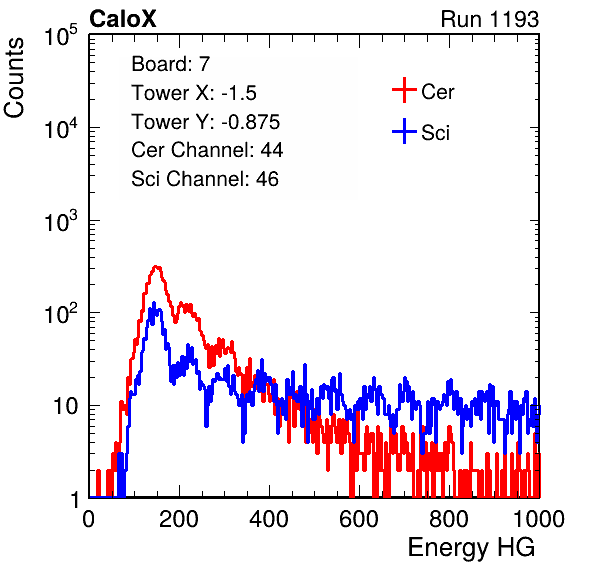 CaloX Run 1193
Counts
Board: 7
Tower X: -1.5
Tower Y: -0.875
Cer Channel: 44
Sci Channel: 46
Cer
Sci
10^5
10^4
10^3
10^2
10
1
0 200 400 600 800 1000
Energy HG